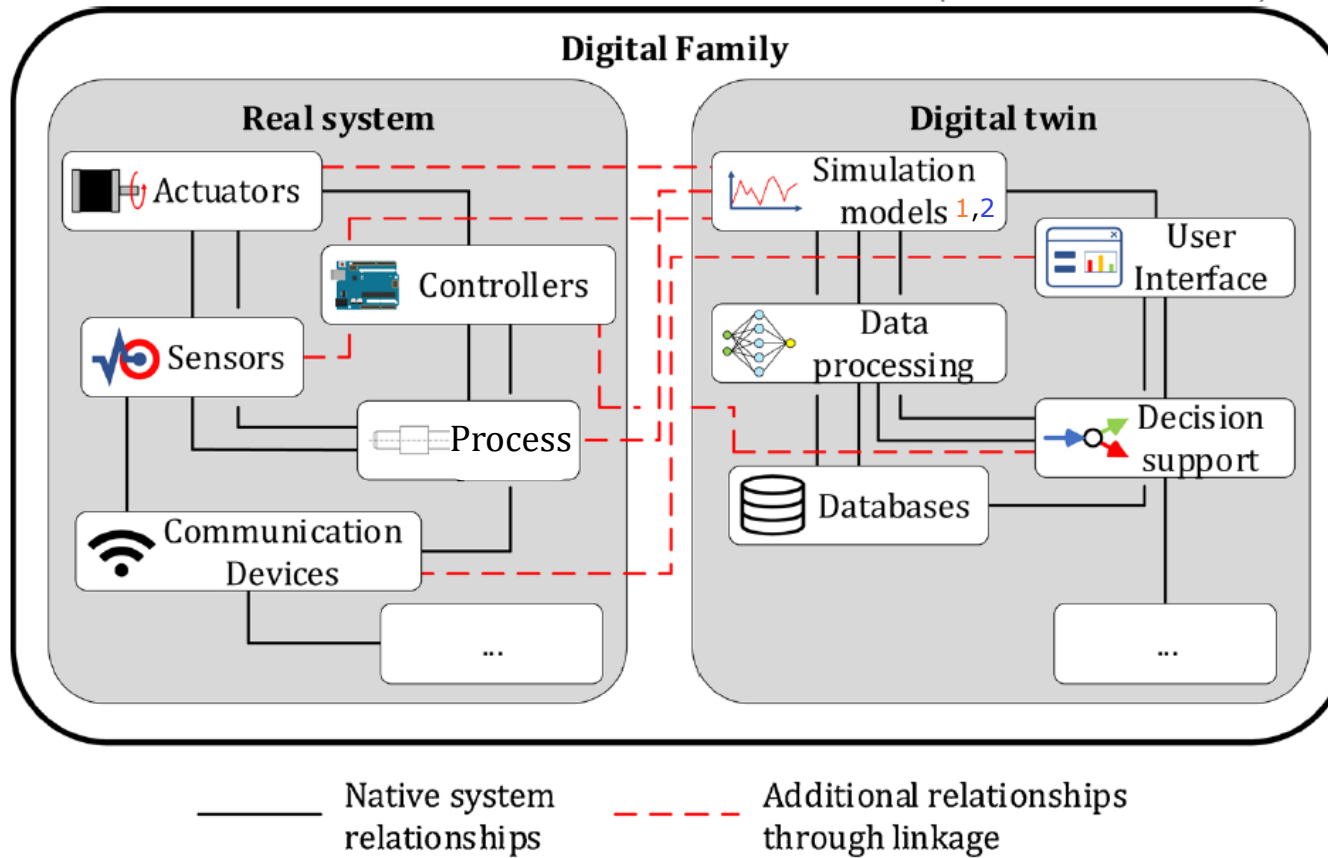 Digital Family
Real system
Actuators
Controllers
Sensors
Process
Communication
Devices
...
Digital twin
Simulation
models 1,2
User
Interface
Data
processing
Decision
support
Databases
...
Native system
relationships
Additional relationships
through linkage